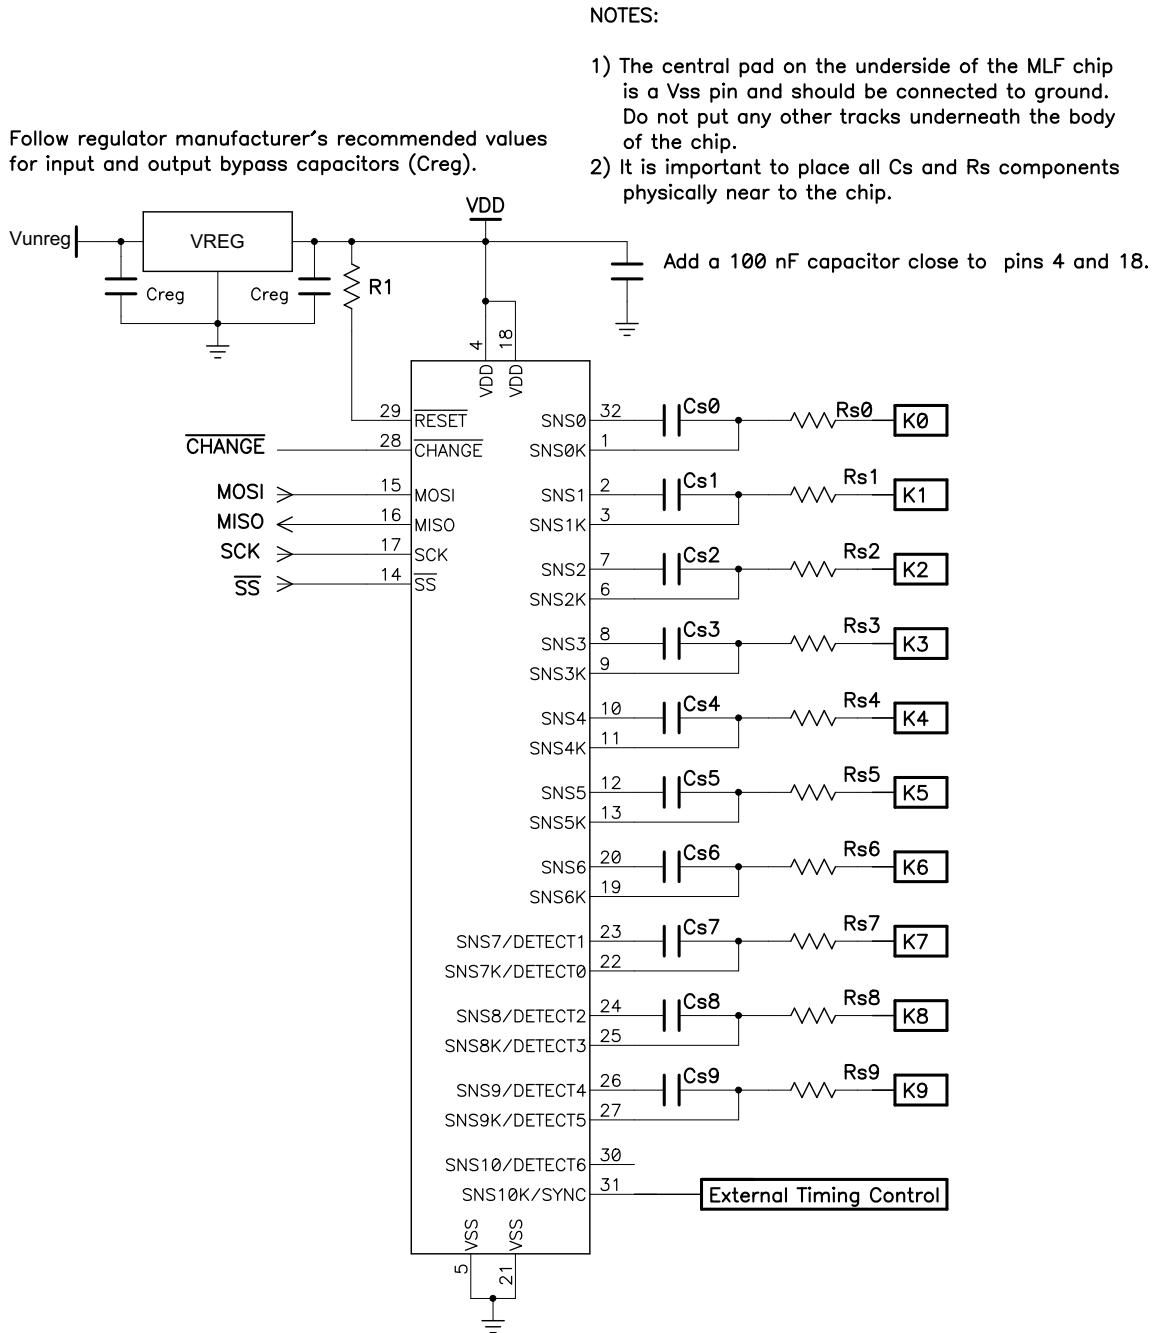 NOTES:
1) The central pad on the underside of the MLF chip
is a Vss pin and should be connected to ground.
Do not put any other tracks underneath the body
of the chip.
2) It is important to place all Cs and Rs components
physically near to the chip.
Follow regulator manufacturer's recommended values
for input and output bypass capacitors (Creg).
VDD
Vunreg
VREG
Creg
Creg
R1
Add a 100 nF capacitor close to pins 4 and 18.
4
18
VDD
VDD
29
RESET
CHANGE
28
CHANGE
MOSI
15
MOSI
MISO
16
MISO
SCK
17
SCK
SS
14
SS
SNS0
32
Cs0
Rs0
K0
SNS0K
1
SNS1
2
Cs1
Rs1
K1
SNS1K
3
SNS2
7
Cs2
Rs2
K2
SNS2K
6
SNS3
8
Cs3
Rs3
K3
SNS3K
9
SNS4
10
Cs4
Rs4
K4
SNS4K
11
SNS5
12
Cs5
Rs5
K5
SNS5K
13
SNS6
20
Cs6
Rs6
K6
SNS6K
19
SNS7/DETECT1
23
Cs7
Rs7
K7
SNS7K/DETECT0
22
SNS8/DETECT2
24
Cs8
Rs8
K8
SNS8K/DETECT3
25
SNS9/DETECT4
26
Cs9
Rs9
K9
SNS9K/DETECT5
27
SNS10/DETECT6
30
SNS10K/SYNC
31
External Timing Control
VSS
VSS
5
21